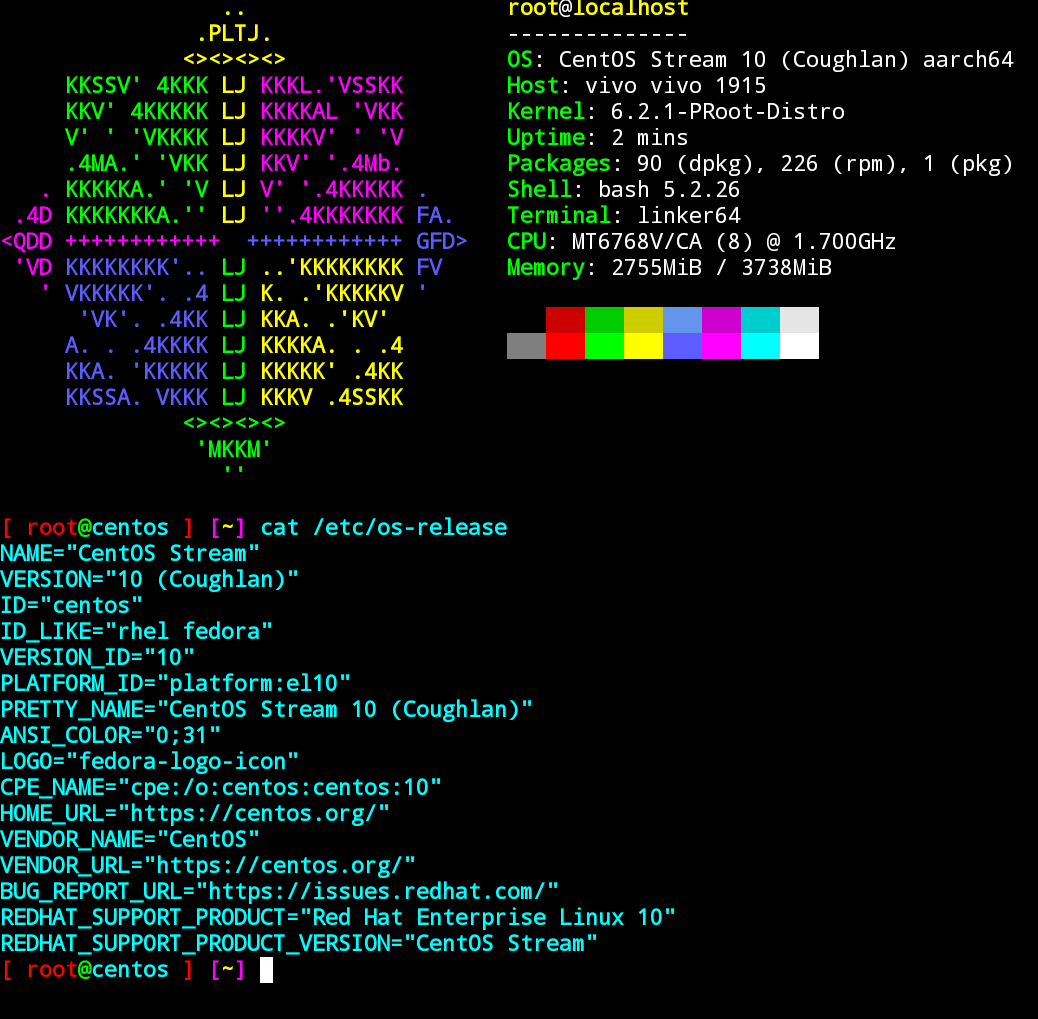 ..
.PLTJ.
<><><><>
KKSSV' 4KKK LJ KKKL.'VSSKK
KKV' 4KKKKK LJ KKKKAL 'VKK
V' ' 'VKKKK LJ KKKKV' ' 'V
.4MA.' 'VKK LJ KKV' '.4Mb.
. KKKKKA.' 'V LJ V' '.4KKKKK .
.4D KKKKKKKA.'' LJ ''.4KKKKKKK FA.
<QDD ++++++++++++  ++++++++++++ GFD>
'VD KKKKKKKK'.. LJ ..'KKKKKKKK FV
' VKKKKK'. .4 LJ K. .'KKKKKV '
'VK'. .4KK LJ KKA. .'KV'
A. . .4KKKK LJ KKKKA. . .4
KKA. 'KKKKK LJ KKKKK' .4KK
KKSSA. VKKK LJ KKKV .4SSKK
<><><><>
'MKKM'
''
root@localhost
--------------
OS: CentOS Stream 10 (Coughlan) aarch64
Host: vivo vivo 1915
Kernel: 6.2.1-PRoot-Distro
Uptime: 2 mins
Packages: 90 (dpkg), 226 (rpm), 1 (pkg)
Shell: bash 5.2.26
Terminal: linker64
CPU: MT6768V/CA (8) @ 1.700GHz
Memory: 2755MiB / 3738MiB
[ root@centos ] [~] cat /etc/os-release
NAME="CentOS Stream"
VERSION="10 (Coughlan)"
ID="centos"
ID_LIKE="rhel fedora"
VERSION_ID="10"
PLATFORM_ID="platform:el10"
PRETTY_NAME="CentOS Stream 10 (Coughlan)"
ANSI_COLOR="0;31"
LOGO="fedora-logo-icon"
CPE_NAME="cpe:/o:centos:centos:10"
HOME_URL="https://centos.org/"
VENDOR_NAME="CentOS"
VENDOR_URL="https://centos.org/"
BUG_REPORT_URL="https://issues.redhat.com/"
REDHAT_SUPPORT_PRODUCT="Red Hat Enterprise Linux 10"
REDHAT_SUPPORT_PRODUCT_VERSION="CentOS Stream"
[ root@centos ] [~]